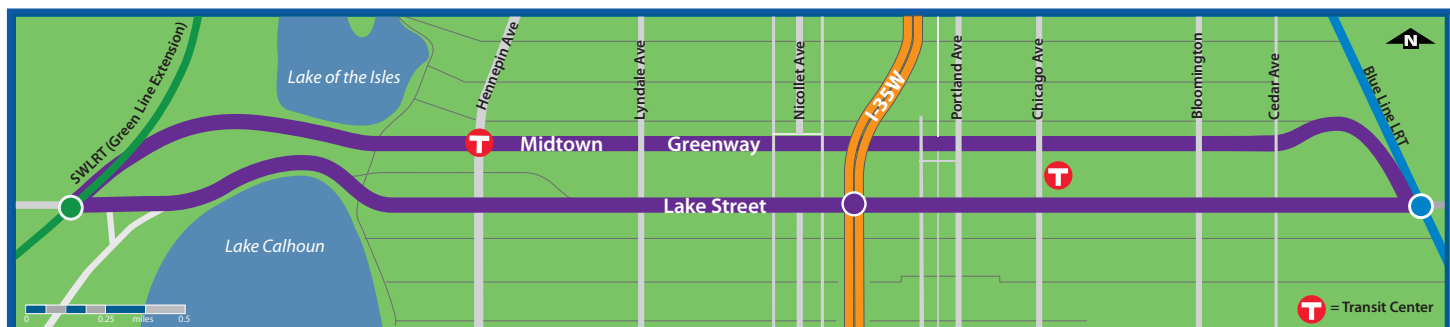 SWLRT (Green Line Extension)
Lake of the Isles
Hennepin Ave
Lyndale Ave
Nicollet Ave
I-35W
Portland Ave
Chicago Ave
Bloomington
Cedar Ave
Blue Line LRT
N
T
Midtown Greenway
T
Lake Street
Lake Calhoun
0 0.25 miles 0.5
T = Transit Center